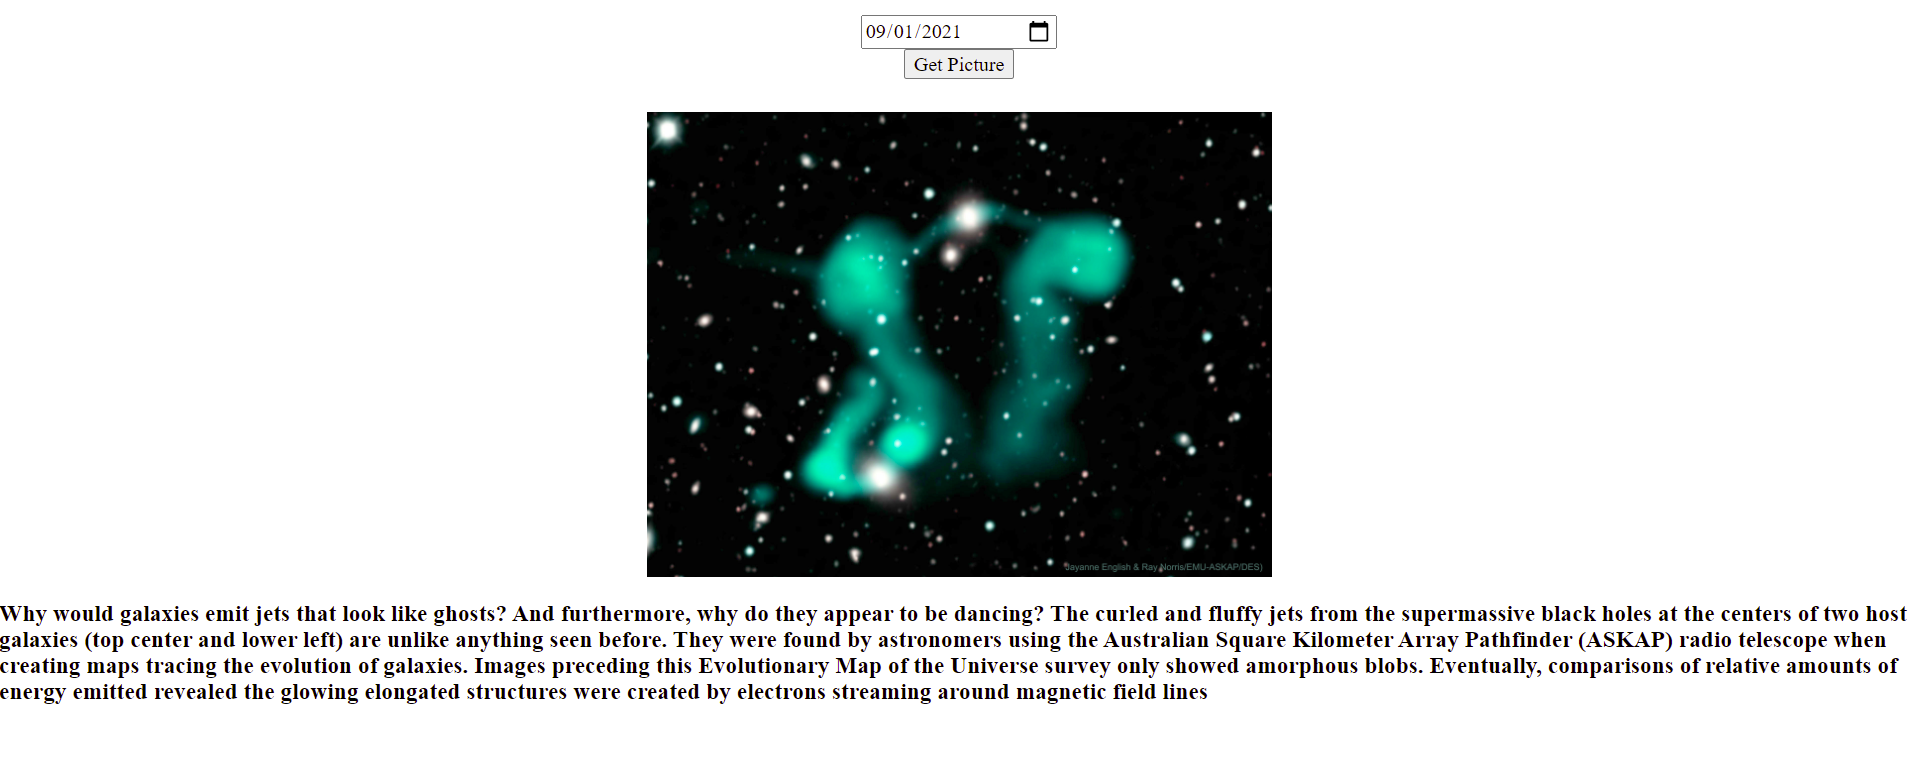 09/01/2021
Get Picture
Jayanne English & Ray Norris/EMU-ASKAP/DES)
Why would galaxies emit jets that look like ghosts? And furthermore, why do they appear to be dancing? The curled and fluffy jets from the supermassive black holes at the centers of two host
galaxies (top center and lower left) are unlike anything seen before. They were found by astronomers using the Australian Square Kilometer Array Pathfinder (ASKAP) radio telescope when
creating maps tracing the evolution of galaxies. Images preceding this Evolutionary Map of the Universe survey only showed amorphous blobs. Eventually, comparisons of relative amounts of
energy emitted revealed the glowing elongated structures were created by electrons streaming around magnetic field lines